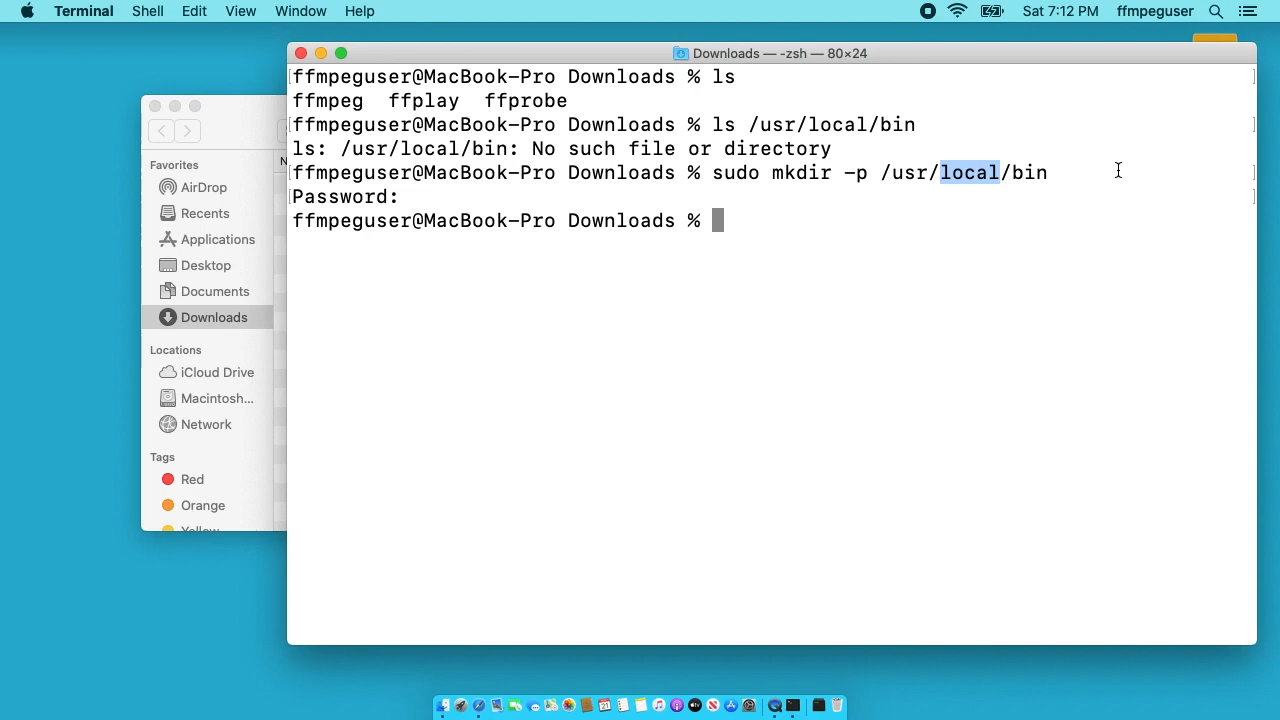 Terminal Shell Edit View Window Help Sat 7:12 PM ffmpeguser
Downloads — -zsh — 80×24
ffmpeguser@MacBook-Pro Downloads % ls
ffmpeg ffplay ffprobe
ffmpeguser@MacBook-Pro Downloads % ls /usr/local/bin
ls: /usr/local/bin: No such file or directory
ffmpeguser@MacBook-Pro Downloads % sudo mkdir -p /usr/local/bin
Password:
ffmpeguser@MacBook-Pro Downloads %
Favorites
AirDrop
Recents
Applications
Desktop
Documents
Downloads
Locations
iCloud Drive
Macintosh...
Network
Tags
Red
Orange
Yellow